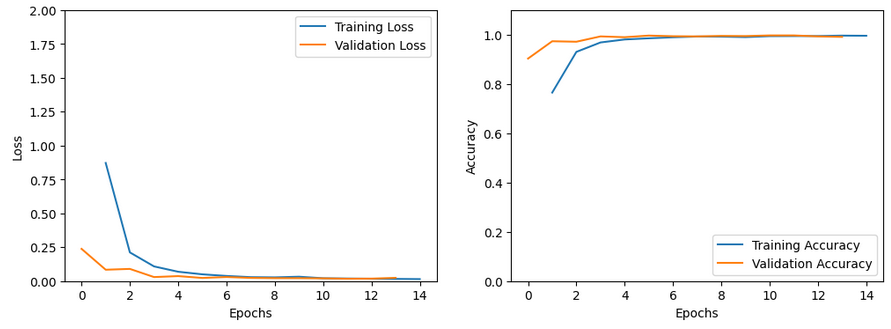 2.00
1.75
1.50
1.25
1.00
0.75
0.50
0.25
0.00
Loss
0 2 4 6 8 10 12 14
Epochs
Training Loss
Validation Loss
1.0
0.8
0.6
0.4
0.2
0.0
Accuracy
0 2 4 6 8 10 12 14
Epochs
Training Accuracy
Validation Accuracy